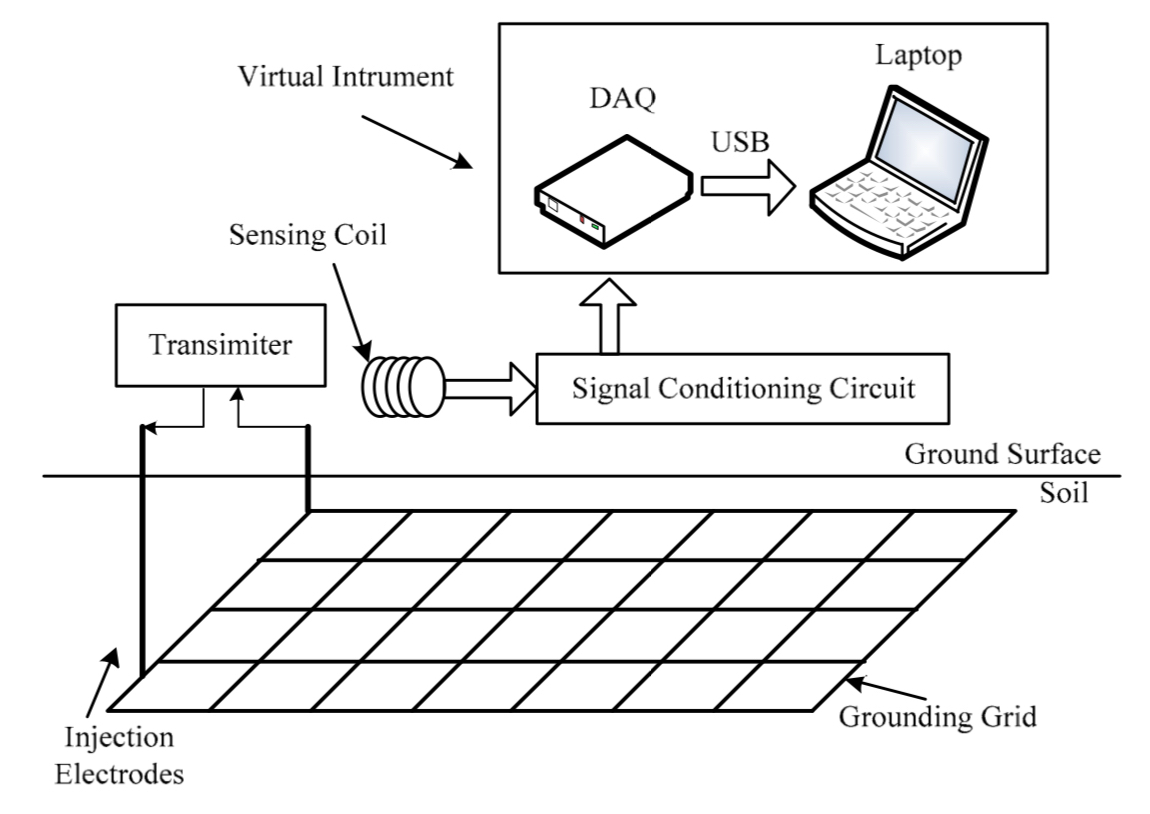 Laptop
Virtual Intrument
DAQ
USB
Sensing Coil
Transimiter
Signal Conditioning Circuit
Ground Surface
Soil
Grounding Grid
Injection
Electrodes